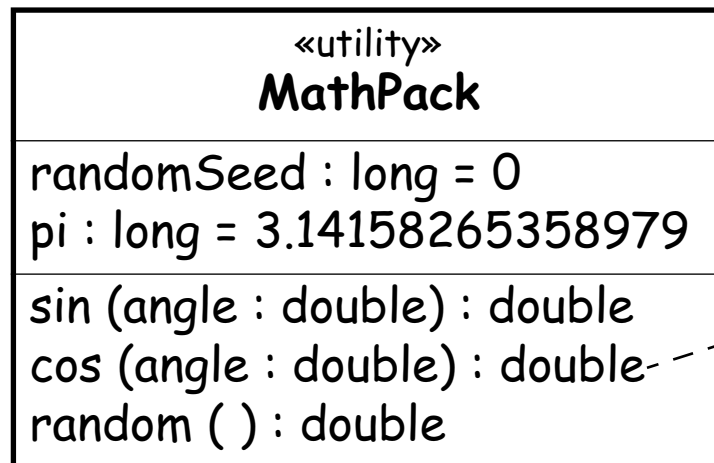 «utility»
MathPack
randomSeed : long = 0
pi : long = 3.14158265358979
sin (angle : double) : double
cos (angle : double) : double
random ( ) : double